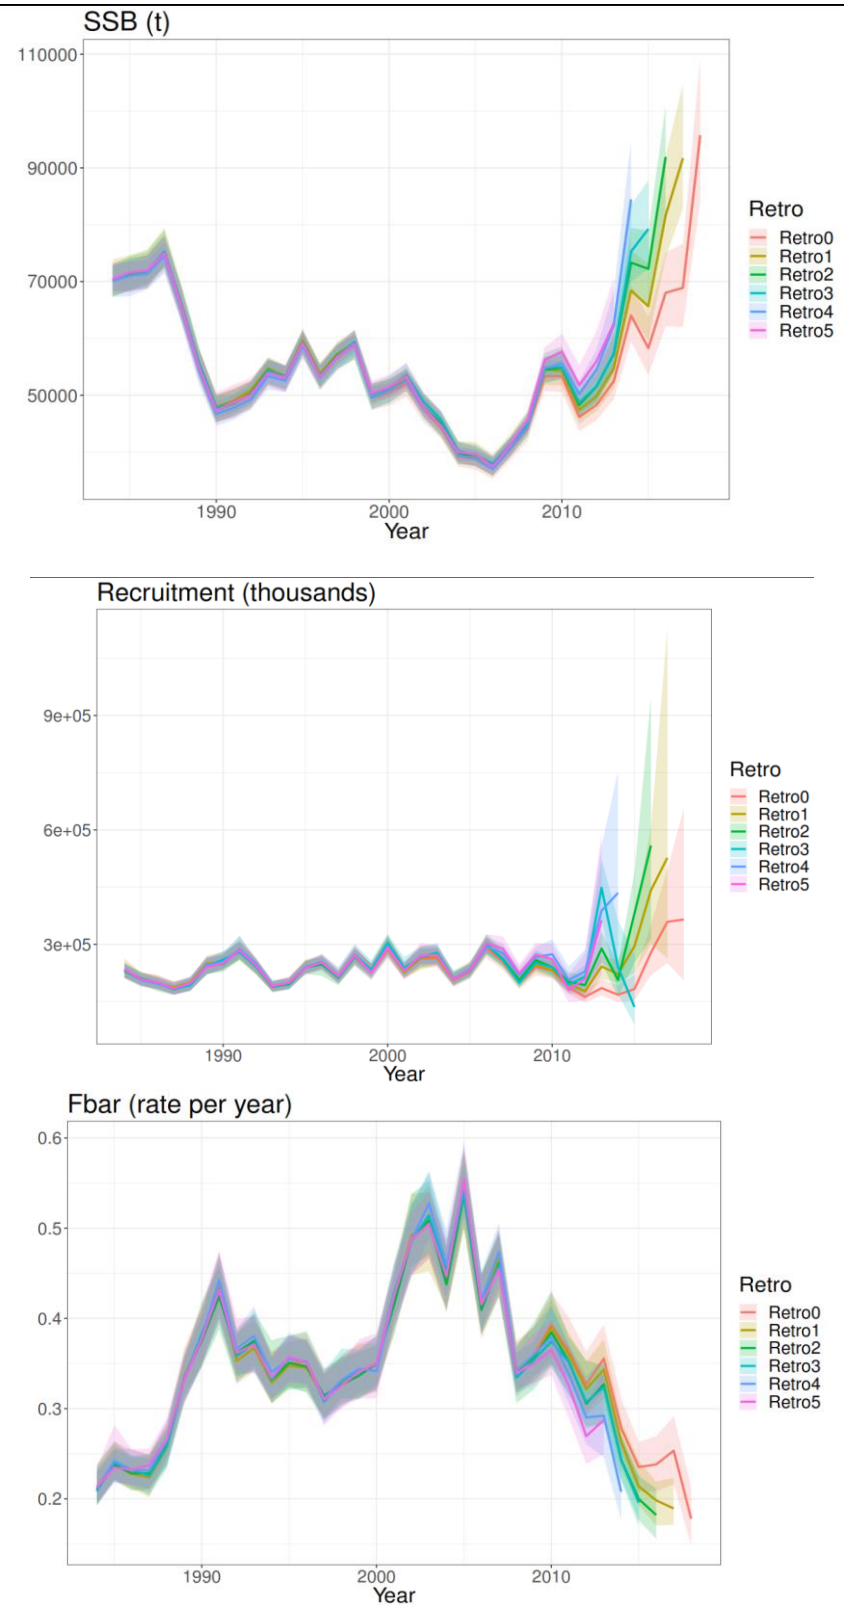 SSB (t)
110000
90000
70000
50000
1990
2000
2010
Year
Retro
Retro0
Retro1
Retro2
Retro3
Retro4
Retro5
Recruitment (thousands)
9e+05
6e+05
3e+05
1990
2000
2010
Year
Retro
Retro0
Retro1
Retro2
Retro3
Retro4
Retro5
Fbar (rate per year)
0.6
0.5
0.4
0.3
0.2
1990
2000
2010
Year
Retro
Retro0
Retro1
Retro2
Retro3
Retro4
Retro5